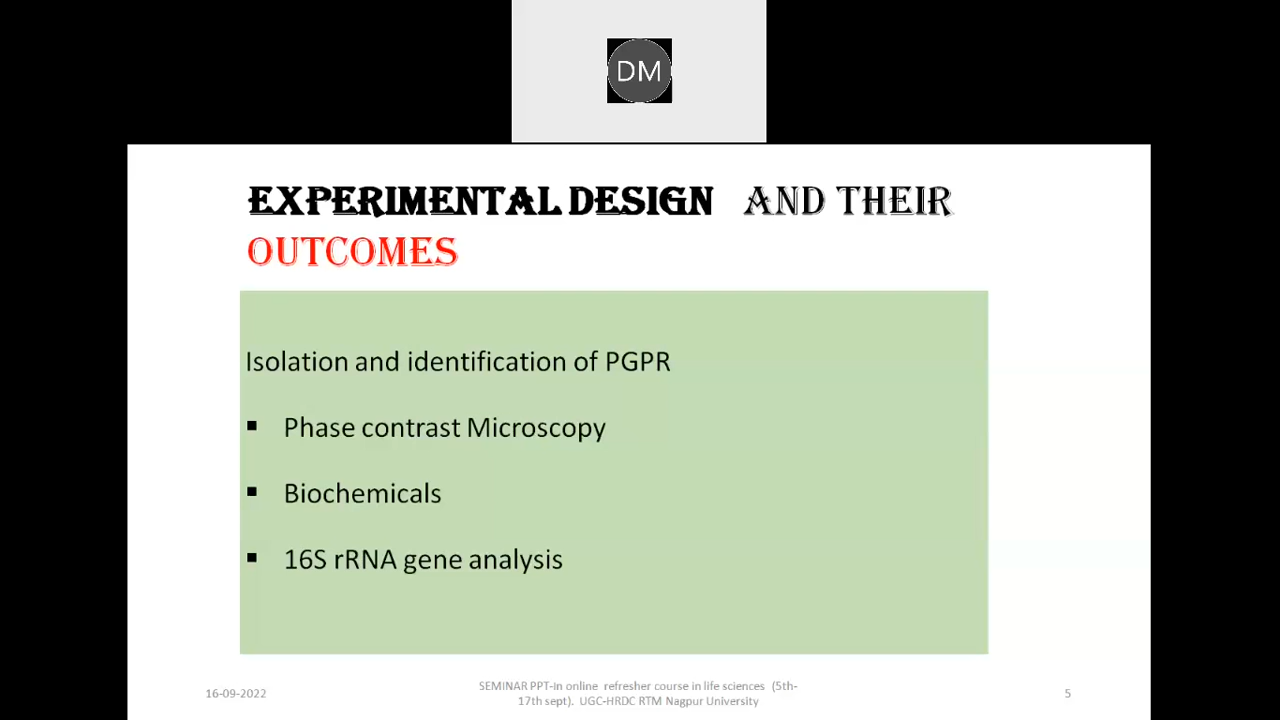 DM
EXPERIMENTAL DESIGN AND THEIR
OUTCOMES
Isolation and identification of PGPR
▪ Phase contrast Microscopy
▪ Biochemicals
▪ 16S rRNA gene analysis
16-09-2022
SEMINAR PPT-In online refresher course in life sciences (5th-
17th sept). UGC-HRDC RTM Nagpur University
5